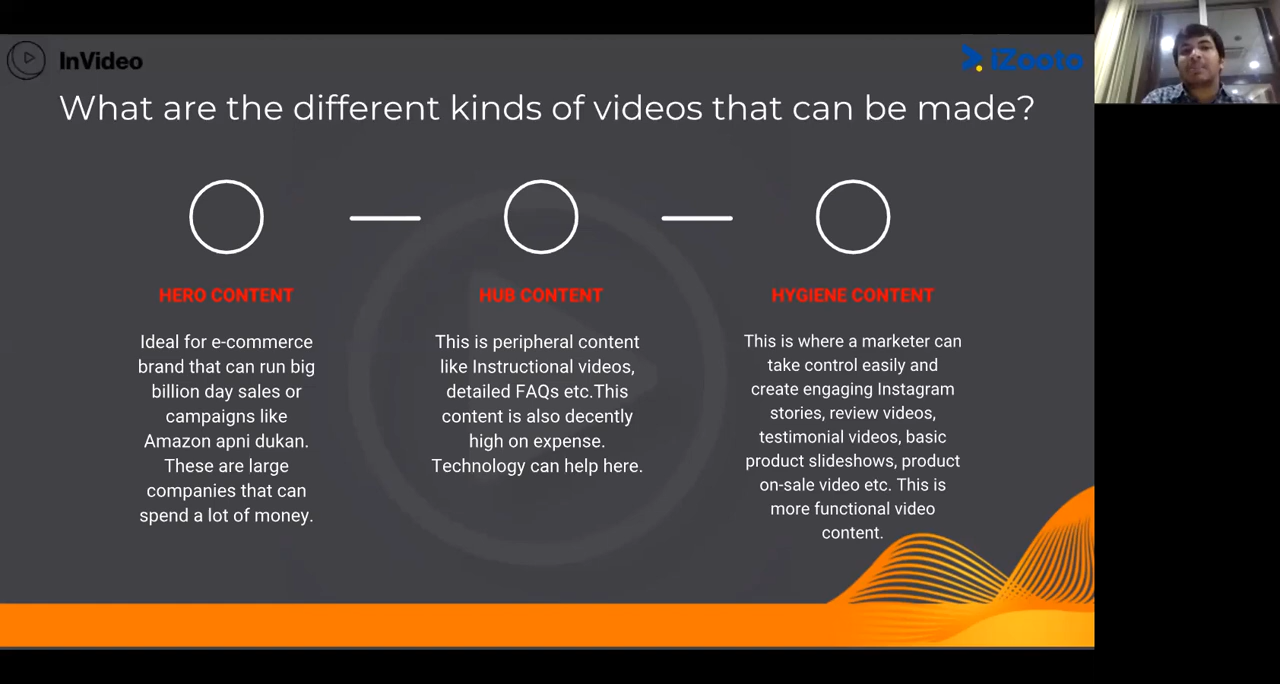 InVideo
iZooto
What are the different kinds of videos that can be made?
HERO CONTENT
Ideal for e-commerce
brand that can run big
billion day sales or
campaigns like
Amazon apni dukan.
These are large
companies that can
spend a lot of money.
HUB CONTENT
This is peripheral content
like Instructional videos,
detailed FAQs etc.This
content is also decently
high on expense.
Technology can help here.
HYGIENE CONTENT
This is where a marketer can
take control easily and
create engaging Instagram
stories, review videos,
testimonial videos, basic
product slideshows, product
on-sale video etc. This is
more functional video
content.